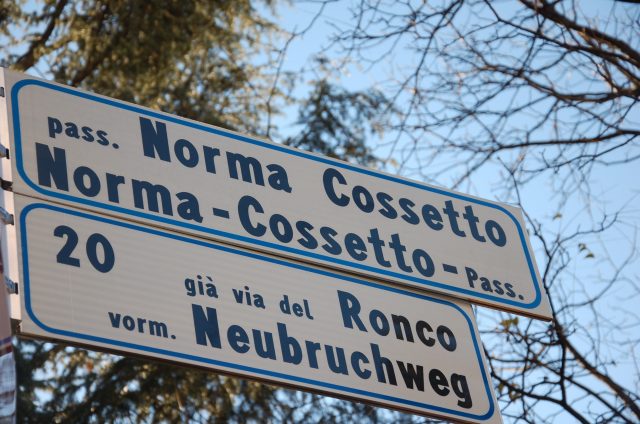 pass. Norma Cossetto
Norma-Cossetto-Pass.
20
già via del Ronco
vorm. Neubruchweg